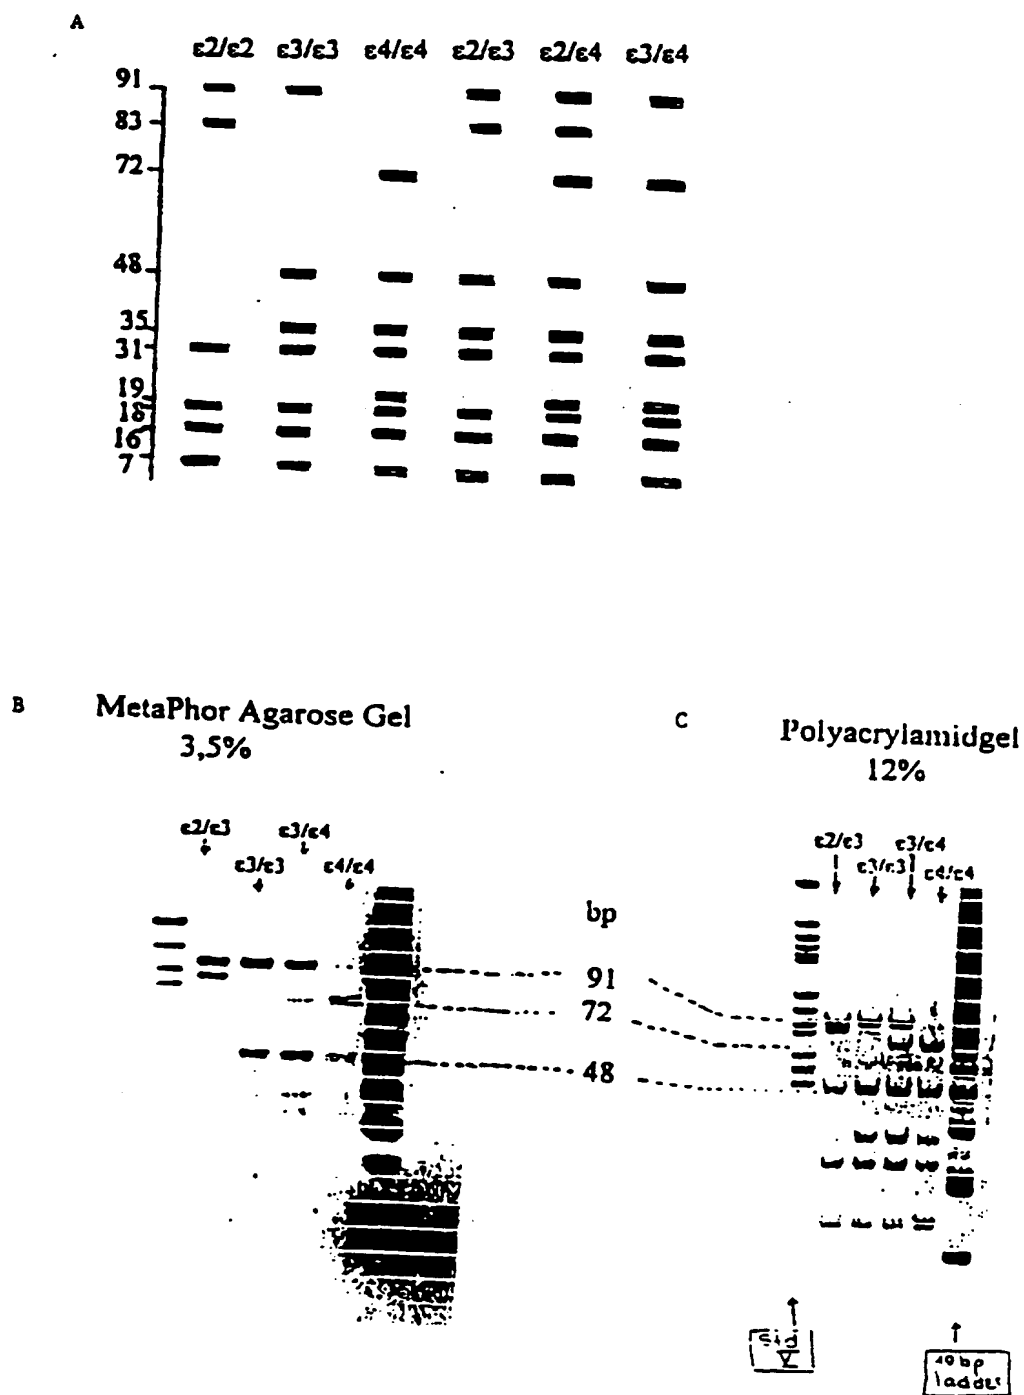 A
ε2/ε2 ε3/ε3 ε4/ε4 ε2/ε3 ε2/ε4 ε3/ε4
91
83
72
48
35
31
19
18
16
7
B
MetaPhor Agarose Gel
3,5%
C
Polyacrylamidgel
12%
ε2/ε3 ε3/ε4
ε3/ε3 ε4/ε4
bp
91
72
48
ε2/ε3 ε3/ε4
ε3/ε3 ε4/ε4
Std
V
10 bp
ladder